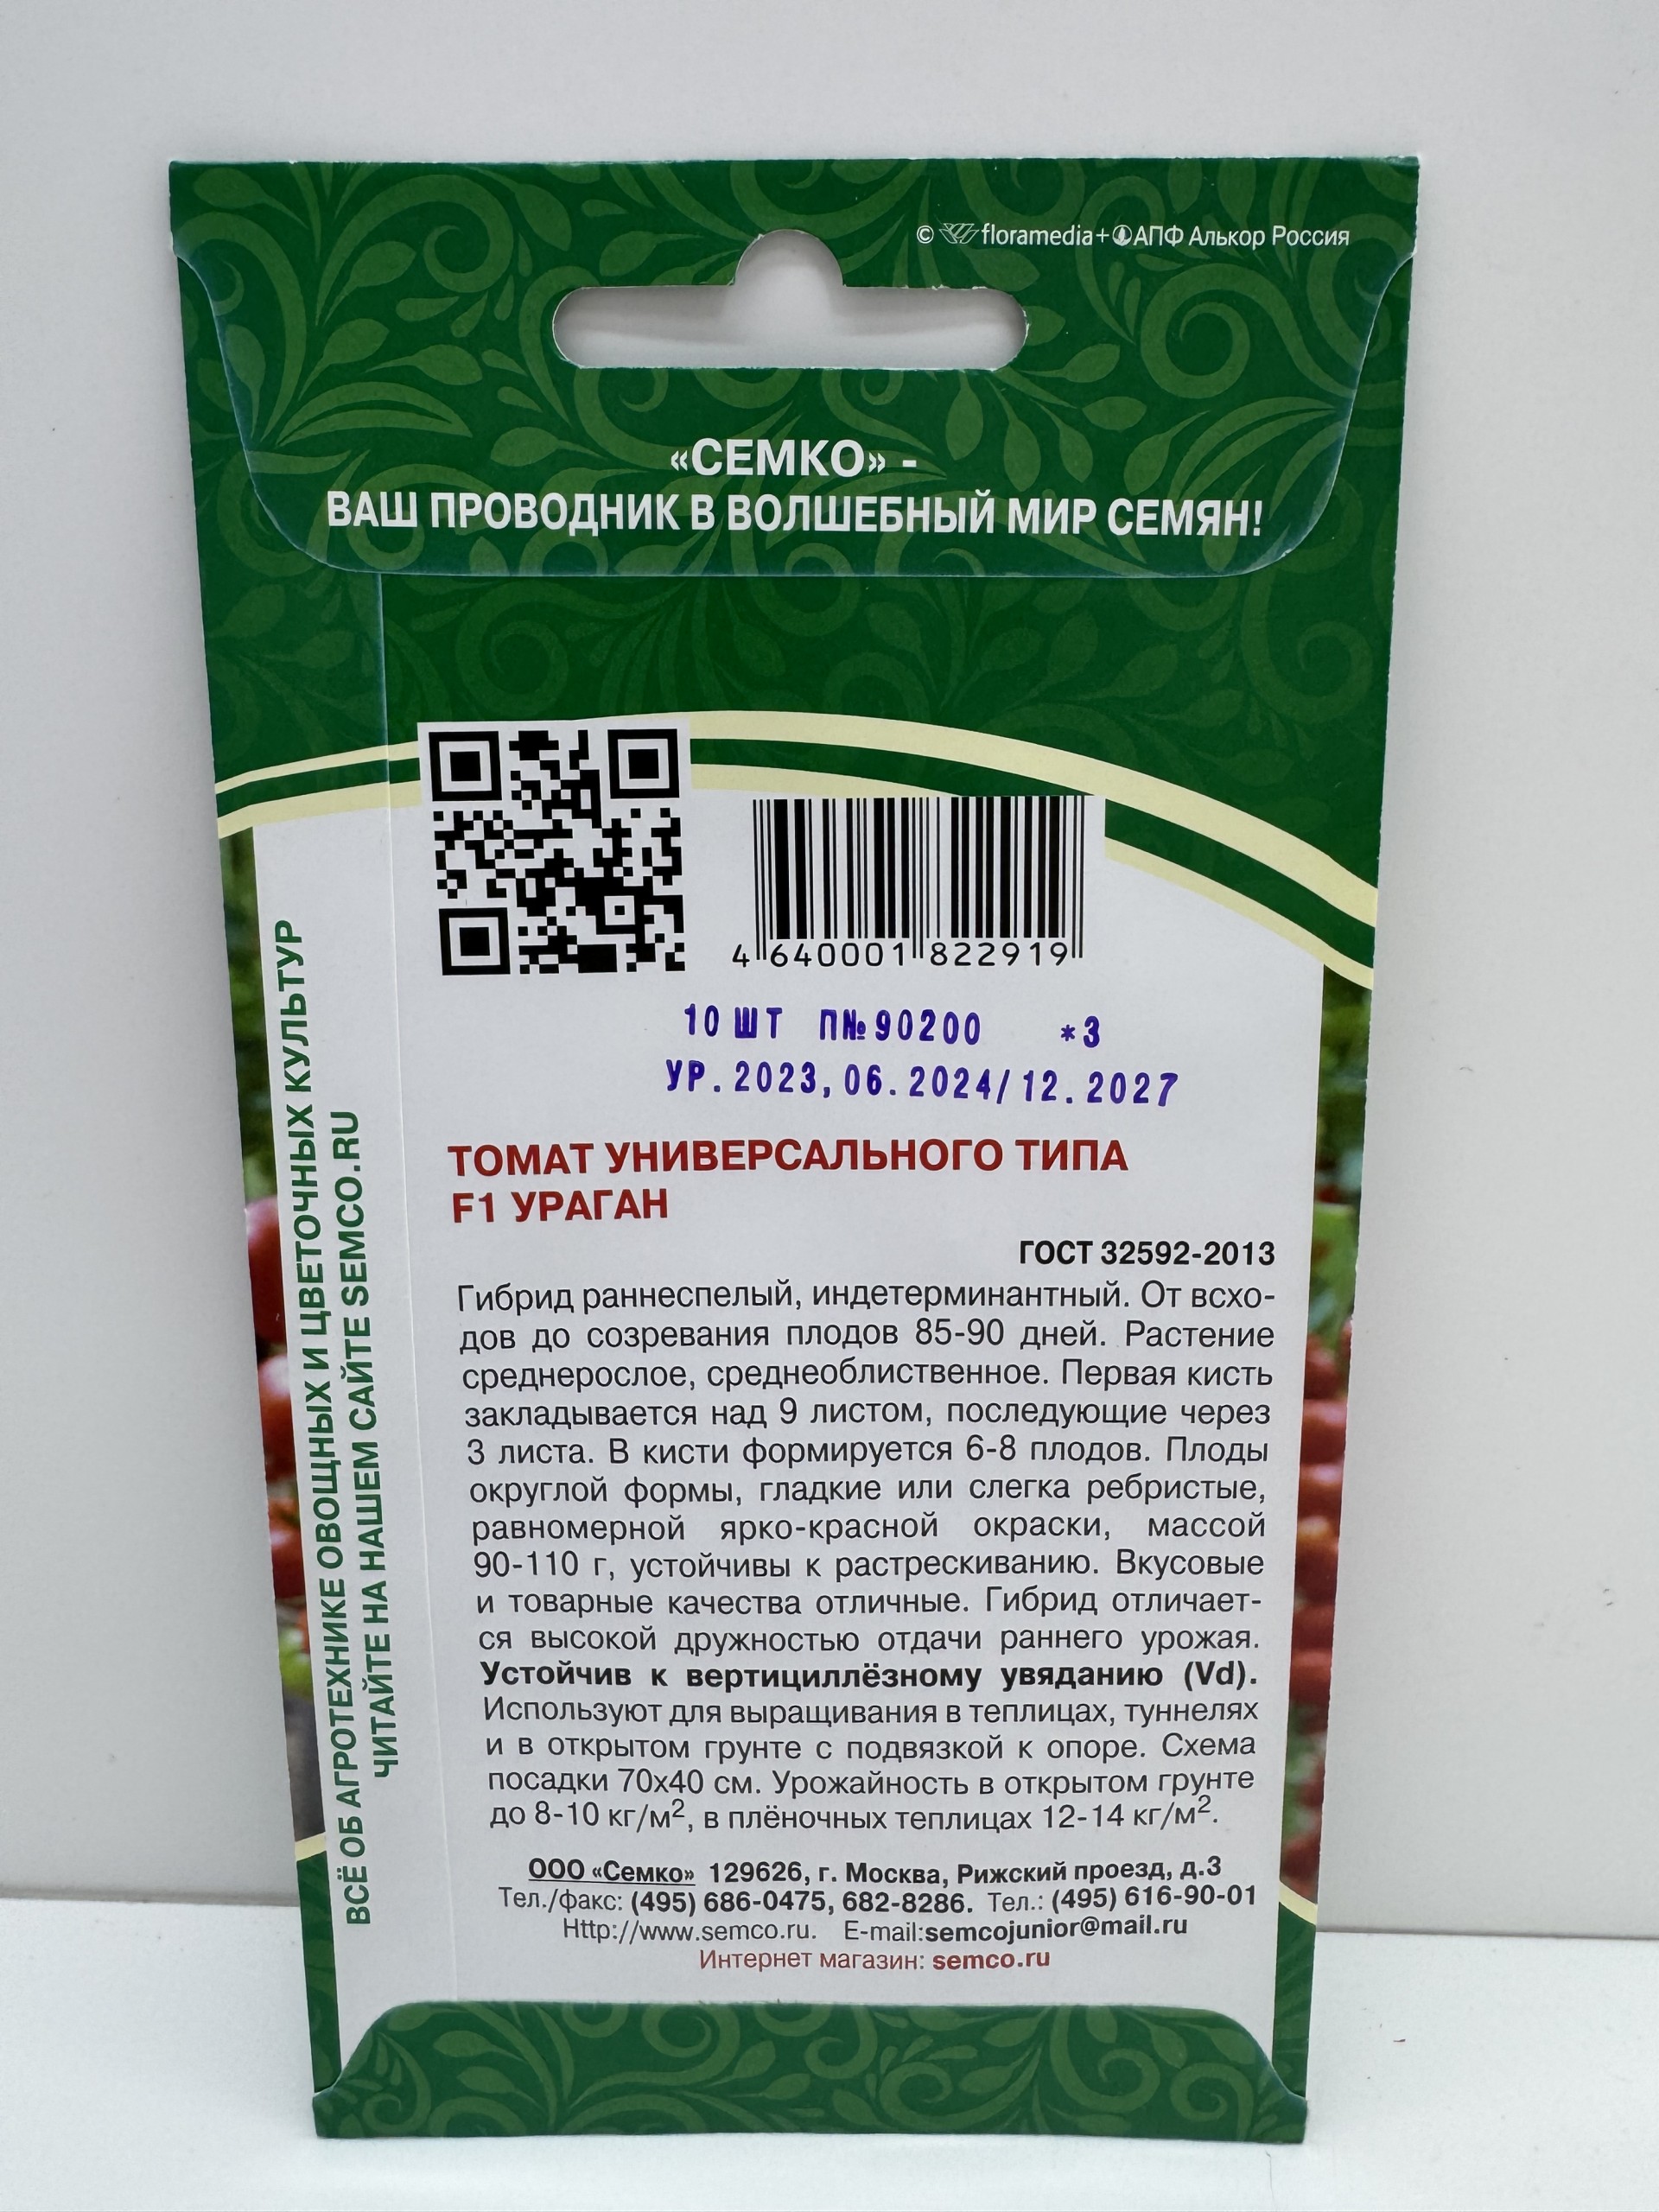 © floramedia+АПФ Алькор Россия
«СЕМКО» -
ВАШ ПРОВОДНИК В ВОЛШЕБНЫЙ МИР СЕМЯН!
4 640001 822919
10 ШТ П№90200 *3
УР.2023,06.2024/12.2027
ТОМАТ УНИВЕРСАЛЬНОГО ТИПА
F1 УРАГАН
ГОСТ 32592-2013
Гибрид раннеспелый, индетерминантный. От всхо-
дов до созревания плодов 85-90 дней. Растение
среднерослое, среднеоблиственное. Первая кисть
закладывается над 9 листом, последующие через
3 листа. В кисти формируется 6-8 плодов. Плоды
округлой формы, гладкие или слегка ребристые,
равномерной ярко-красной окраски, массой
90-110 г, устойчивы к растрескиванию. Вкусовые
и товарные качества отличные. Гибрид отличает-
ся высокой дружностью отдачи раннего урожая.
Устойчив к вертициллёзному увяданию (Vd).
Используют для выращивания в теплицах, туннелях
и в открытом грунте с подвязкой к опоре. Схема
посадки 70х40 см. Урожайность в открытом грунте
до 8-10 кг/м², в плёночных теплицах 12-14 кг/м².
ООО «Семко» 129626, г. Москва, Рижский проезд, д.3
Тел./факс: (495) 686-0475, 682-8286. Тел.: (495) 616-90-01
Http://www.semco.ru. E-mail:semcojunior@mail.ru
Интернет магазин: semco.ru
ВСЁ ОБ АГРОТЕХНИКЕ ОВОЩНЫХ И ЦВЕТОЧНЫХ КУЛЬТУР
ЧИТАЙТЕ НА НАШЕМ САЙТЕ SEMCO.RU